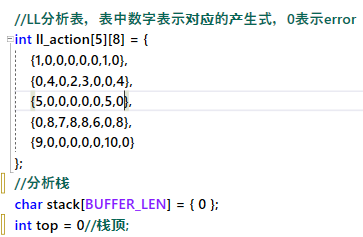 //LL分析表，表中数字表示对应的产生式，0表示error
int ll_action[5][8] = {
{1,0,0,0,0,0,1,0},
{0,4,0,2,3,0,0,4},
{5,0,0,0,0,0,5,0},
{0,8,7,8,8,6,0,8},
{9,0,0,0,0,0,10,0}
};
//分析栈
char stack[BUFFER_LEN] = { 0 };
int top = 0//栈顶;